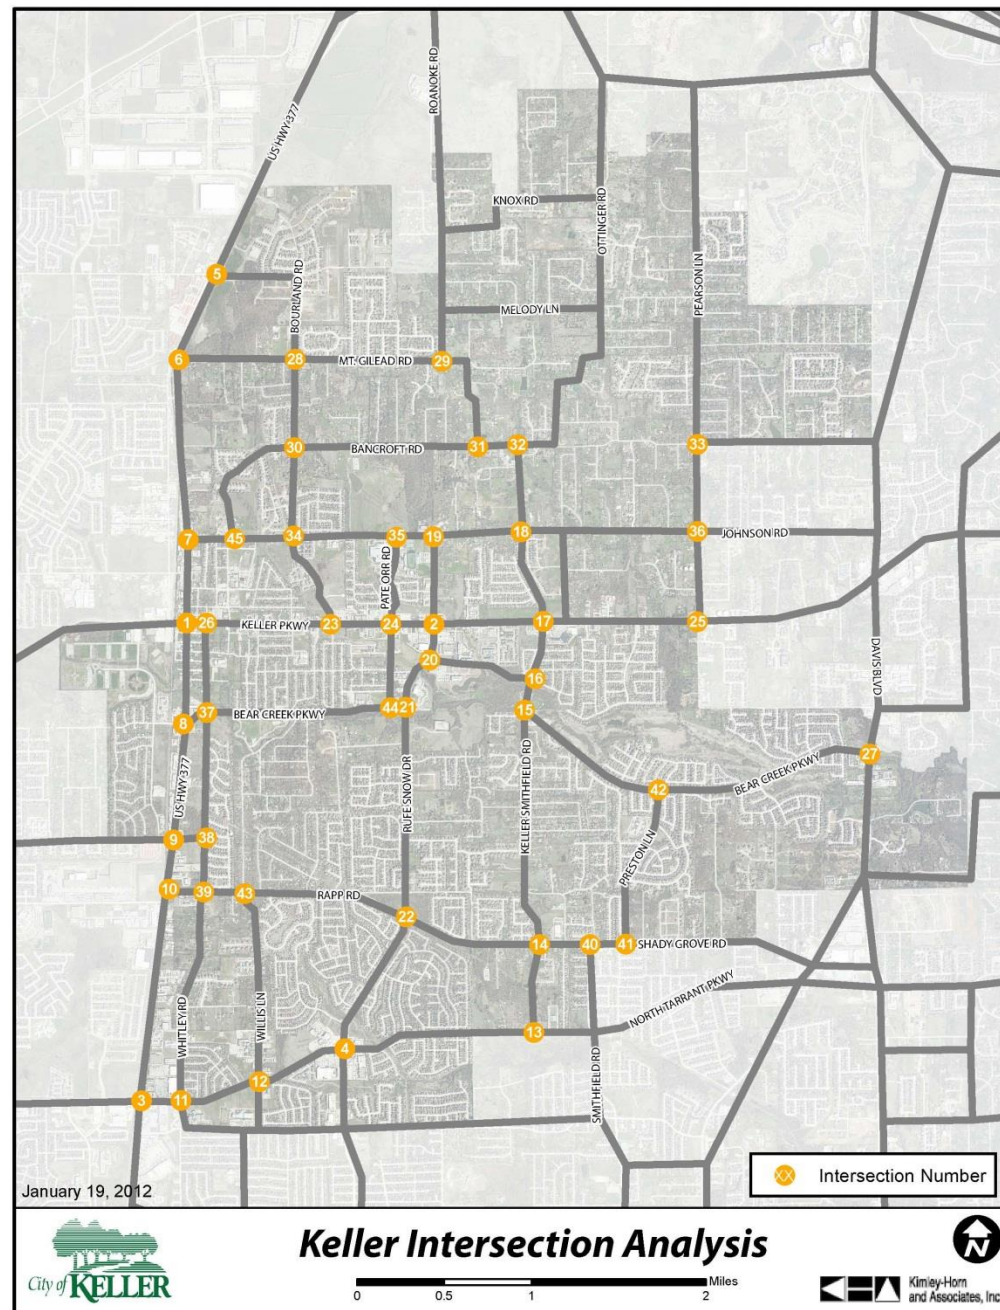 US HWY 377
ROANOKE RD
KNOX RD
OTTINGER RD
5
BOURLAND RD
MELODY LN
PEARSON LN
6
28
MT. GILEAD RD
29
30
BANCROFT RD
31
32
33
7
45
34
35
19
18
36
JOHNSON RD
PATE ORR RD
1
26
KELLER PKWY
23
24
2
17
25
20
16
DAVIS BLVD
8
37
BEAR CREEK PKWY
44
21
15
27
US HWY 377
RUFE SNOW DR
KELLER SMITHFIELD RD
42
BEAR CREEK PKWY
9
38
PRESTON LN
10
39
43
RAPP RD
22
14
40
41
SHADY GROVE RD
WHITLEY RD
WILLIS LN
NORTH TARRANT PKWY
4
13
SMITHFIELD RD
12
3
11
XX Intersection Number
January 19, 2012
City of KELLER
Keller Intersection Analysis
0 0.5 1 2 Miles
N
Kimley-Horn
and Associates, Inc